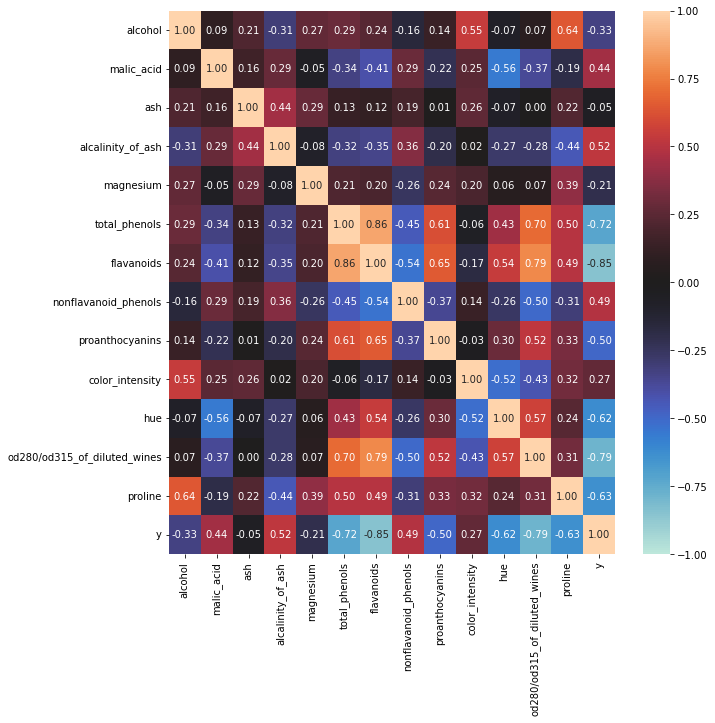 alcohol 1.00 0.09 0.21 -0.31 0.27 0.29 0.24 -0.16 0.14 0.55 -0.07 0.07 0.64 -0.33
malic_acid 0.09 1.00 0.16 0.29 -0.05 -0.34 -0.41 0.29 -0.22 0.25 -0.56 -0.37 -0.19 0.44
ash 0.21 0.16 1.00 0.44 0.29 0.13 0.12 0.19 0.01 0.26 -0.07 0.00 0.22 -0.05
alcalinity_of_ash -0.31 0.29 0.44 1.00 -0.08 -0.32 -0.35 0.36 -0.20 0.02 -0.27 -0.28 -0.44 0.52
magnesium 0.27 -0.05 0.29 -0.08 1.00 0.21 0.20 -0.26 0.24 0.20 0.06 0.07 0.39 -0.21
total_phenols 0.29 -0.34 0.13 -0.32 0.21 1.00 0.86 -0.45 0.61 -0.06 0.43 0.70 0.50 -0.72
flavanoids 0.24 -0.41 0.12 -0.35 0.20 0.86 1.00 -0.54 0.65 -0.17 0.54 0.79 0.49 -0.85
nonflavanoid_phenols -0.16 0.29 0.19 0.36 -0.26 -0.45 -0.54 1.00 -0.37 0.14 -0.26 -0.50 -0.31 0.49
proanthocyanins 0.14 -0.22 0.01 -0.20 0.24 0.61 0.65 -0.37 1.00 -0.03 0.30 0.52 0.33 -0.50
color_intensity 0.55 0.25 0.26 0.02 0.20 -0.06 -0.17 0.14 -0.03 1.00 -0.52 -0.43 0.32 0.27
hue -0.07 -0.56 -0.07 -0.27 0.06 0.43 0.54 -0.26 0.30 -0.52 1.00 0.57 0.24 -0.62
od280/od315_of_diluted_wines 0.07 -0.37 0.00 -0.28 0.07 0.70 0.79 -0.50 0.52 -0.43 0.57 1.00 0.31 -0.79
proline 0.64 -0.19 0.22 -0.44 0.39 0.50 0.49 -0.31 0.33 0.32 0.24 0.31 1.00 -0.63
y -0.33 0.44 -0.05 0.52 -0.21 -0.72 -0.85 0.49 -0.50 0.27 -0.62 -0.79 -0.63 1.00
alcohol
malic_acid
ash
alcalinity_of_ash
magnesium
total_phenols
flavanoids
nonflavanoid_phenols
proanthocyanins
color_intensity
hue
od280/od315_of_diluted_wines
proline
y
1.00
0.75
0.50
0.25
0.00
−0.25
−0.50
−0.75
−1.00